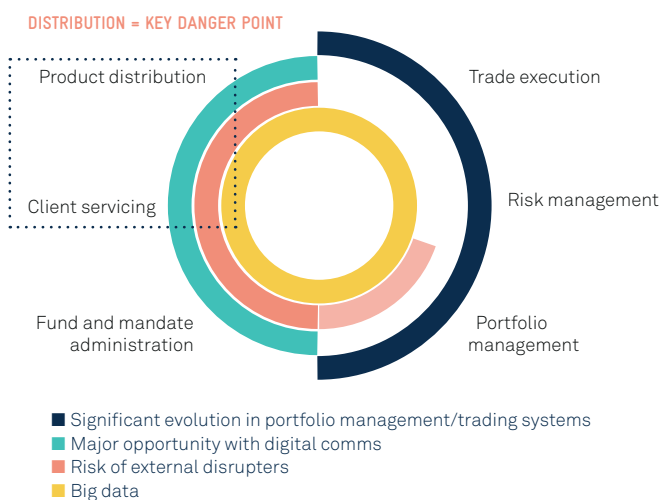 DISTRIBUTION = KEY DANGER POINT
Product distribution
Trade execution
Client servicing
Risk management
Fund and mandate
administration
Portfolio
management
Significant evolution in portfolio management/trading systems
Major opportunity with digital comms
Risk of external disrupters
Big data